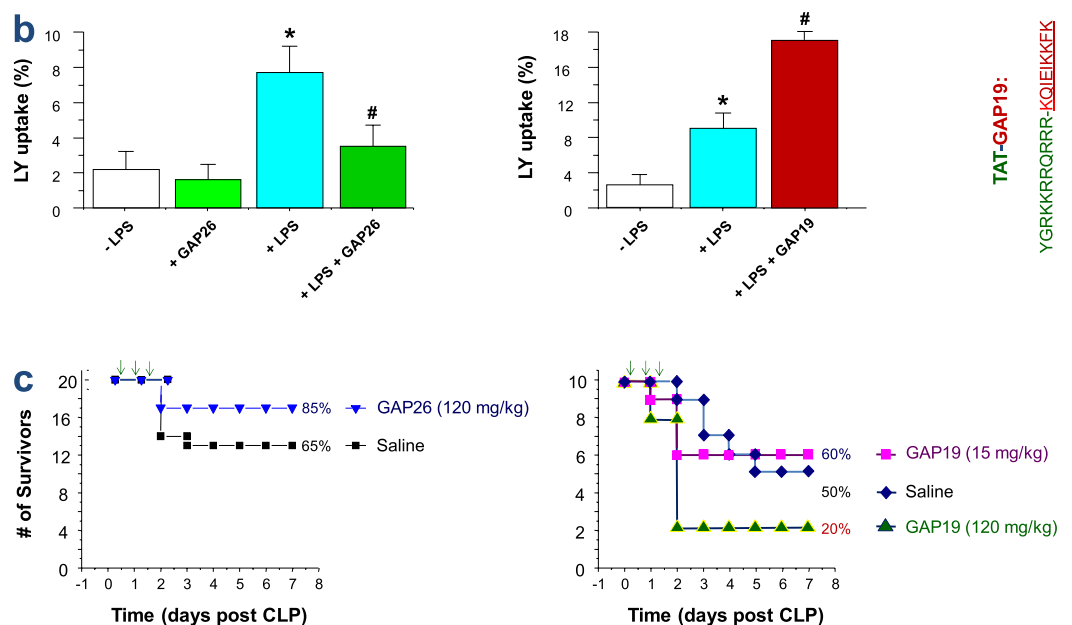 b
10
8
6
4
2
0
LY uptake (%)
*
#
- LPS
+ GAP26
+ LPS
+ LPS + GAP26
18
16
12
8
4
0
LY uptake (%)
*
#
- LPS
+ LPS
+ LPS + GAP19
TAT-GAP19:
YGRKKRRQRRR-KQIEIKKFK
c
20
16
12
8
4
0
# of Survivors
-1 0 1 2 3 4 5 6 7 8
Time (days post CLP)
85% GAP26 (120 mg/kg)
65% Saline
10
8
6
4
2
0
-1 0 1 2 3 4 5 6 7 8
Time (days post CLP)
60% GAP19 (15 mg/kg)
50% Saline
20% GAP19 (120 mg/kg)